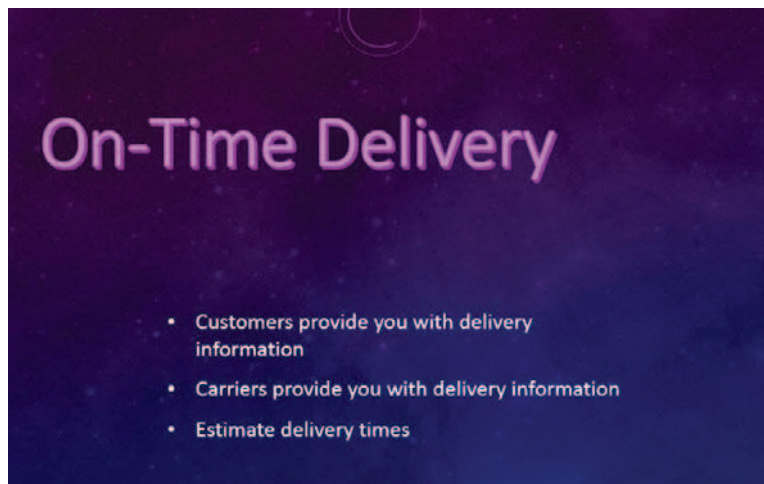 On-Time Delivery
• Customers provide you with delivery
information
• Carriers provide you with delivery information
• Estimate delivery times